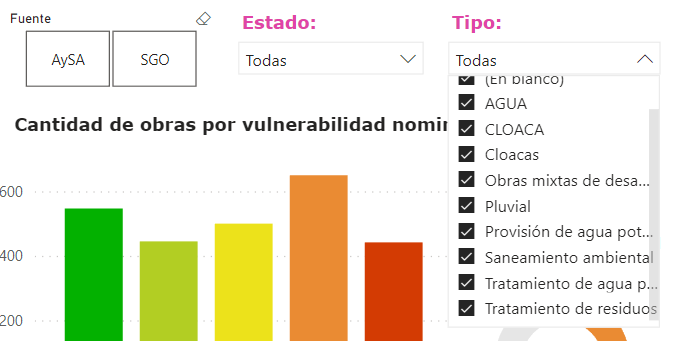 Fuente
Estado:
Tipo:
AySA
SGO
Todas
Todas
(En blanco)
AGUA
CLOACA
Cloacas
Obras mixtas de desa...
Pluvial
Provisión de agua pot...
Saneamiento ambiental
Tratamiento de agua p...
Tratamiento de residuos
Cantidad de obras por vulnerabilidad nomin
600
400
200